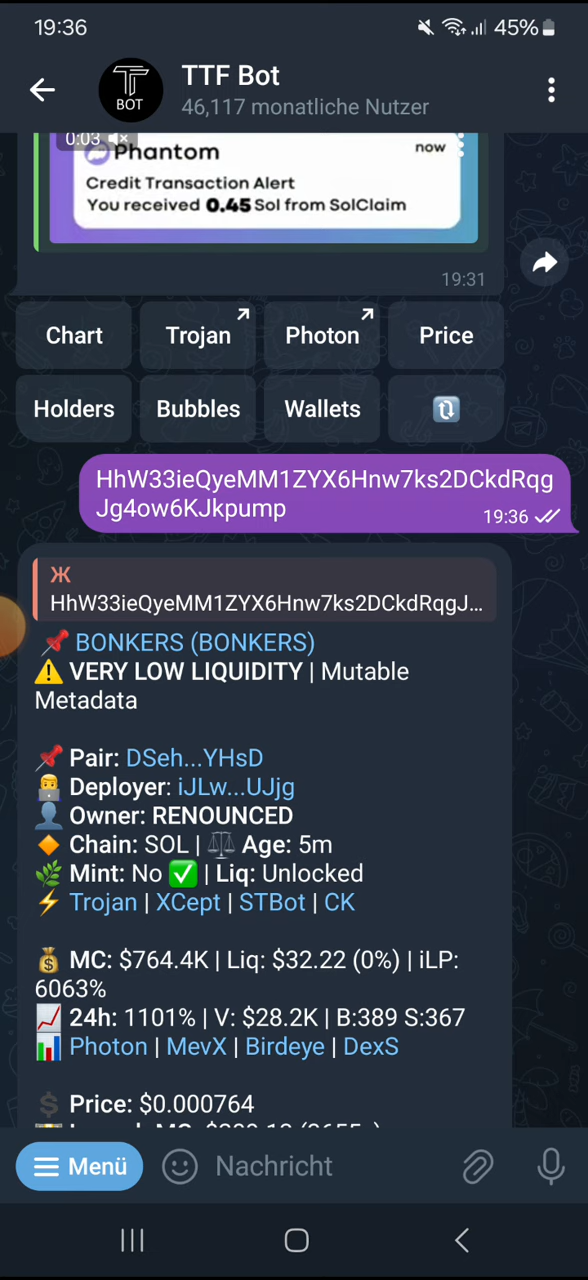 19:36
45%
TTF Bot
46,117 monatliche Nutzer
BOT
0:03
Phantom
now
Credit Transaction Alert
You received 0.45 Sol from SolClaim
19:31
Chart
Trojan
Photon
Price
Holders
Bubbles
Wallets
HhW33ieQyeMM1ZYX6Hnw7ks2DCkdRqg
Jg4ow6KJkpump
19:36
Ж
HhW33ieQyeMM1ZYX6Hnw7ks2DCkdRqgJ...
BONKERS (BONKERS)
VERY LOW LIQUIDITY | Mutable
Metadata
Pair: DSeh...YHsD
Deployer: iJLw...UJjg
Owner: RENOUNCED
Chain: SOL | Age: 5m
Mint: No ✅ | Liq: Unlocked
Trojan | XCept | STBot | CK
MC: $764.4K | Liq: $32.22 (0%) | iLP:
6063%
24h: 1101% | V: $28.2K | B:389 S:367
Photon | MevX | Birdeye | DexS
Price: $0.000764
Menü
Nachricht